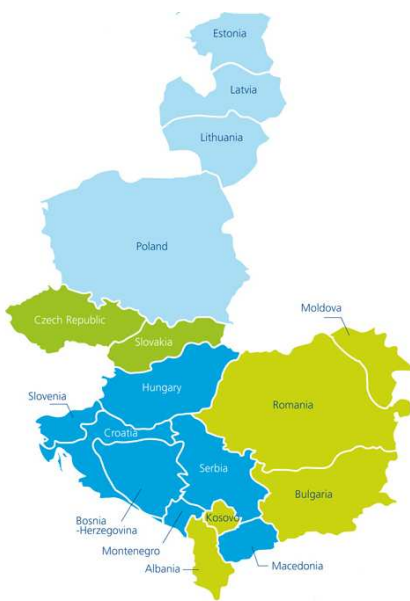 Estonia
Latvia
Lithuania
Poland
Moldova
Czech Republic
Slovakia
Hungary
Slovenia
Romania
Croatia
Serbia
Bulgaria
Kosovo
Bosnia
-Herzegovina
Montenegro
Albania
Macedonia